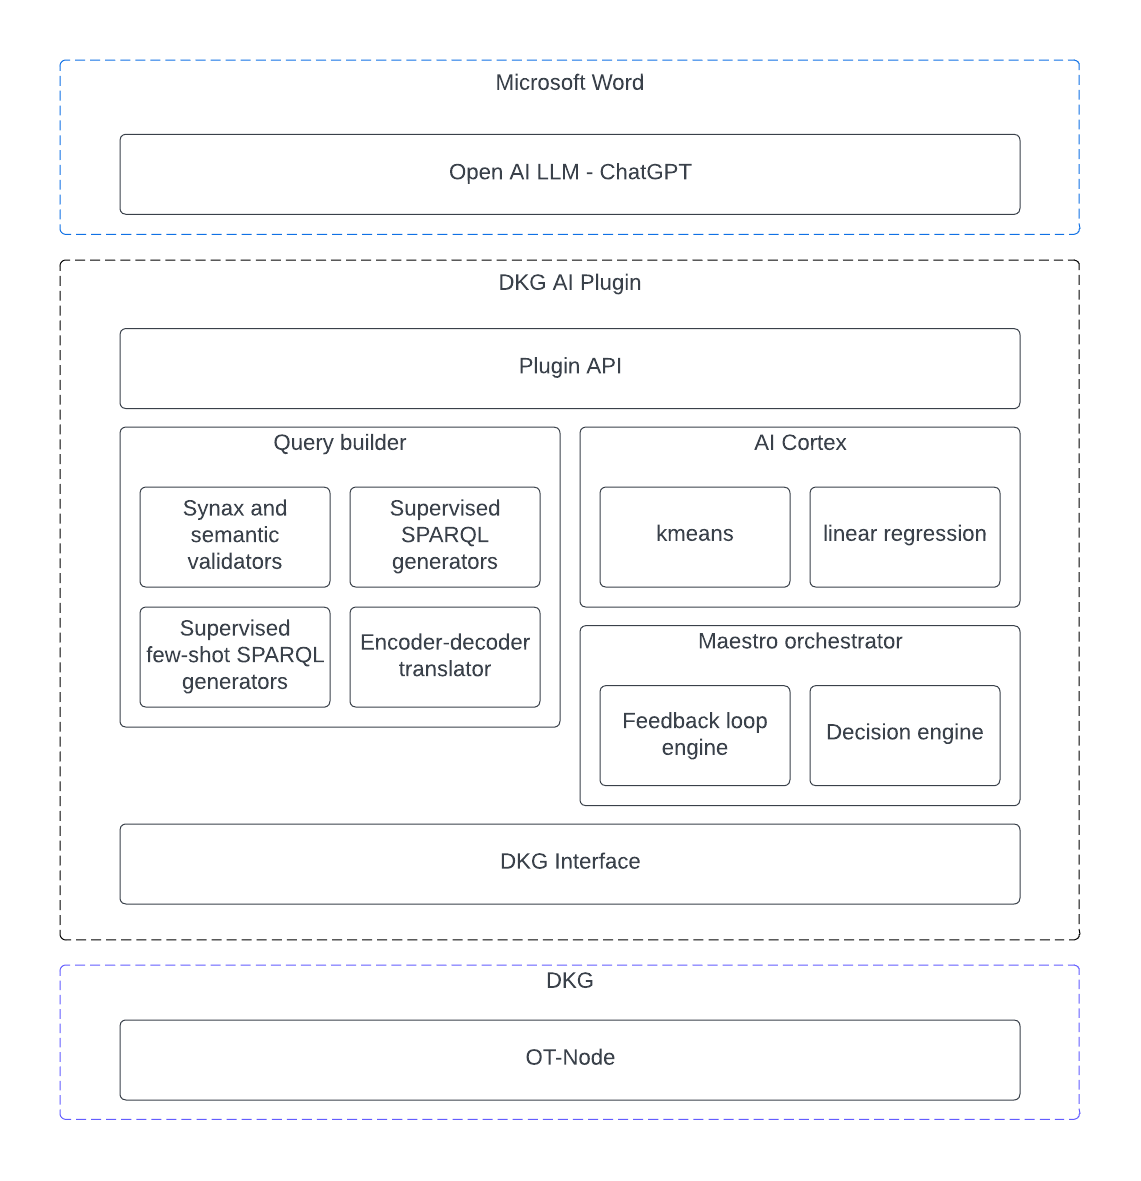 Microsoft Word
Open AI LLM - ChatGPT
DKG AI Plugin
Plugin API
Query builder
Synax and
semantic
validators
Supervised
SPARQL
generators
Supervised
few-shot SPARQL
generators
Encoder-decoder
translator
AI Cortex
kmeans
linear regression
Maestro orchestrator
Feedback loop
engine
Decision engine
DKG Interface
DKG
OT-Node